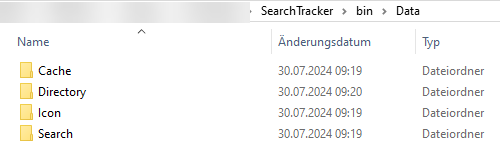 SearchTracker > bin > Data
Name Änderungsdatum Typ
Cache 30.07.2024 09:19 Dateiordner
Directory 30.07.2024 09:20 Dateiordner
Icon 30.07.2024 09:19 Dateiordner
Search 30.07.2024 09:19 Dateiordner